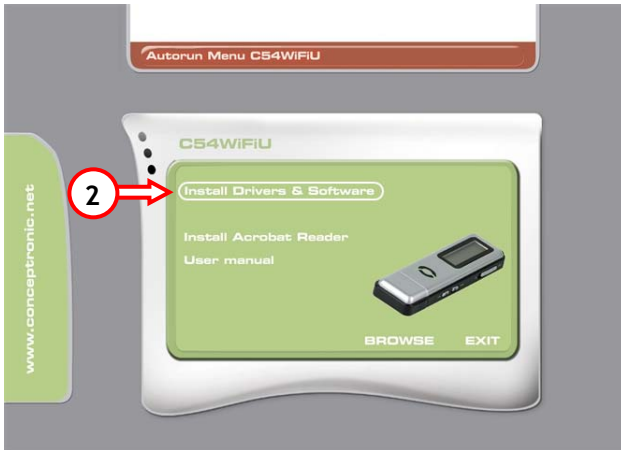 Autorun Menu C54WiFiU
C54WiFiU
www.conceptronic.net
2
Install Drivers & Software
Install Acrobat Reader
User manual
BROWSE EXIT